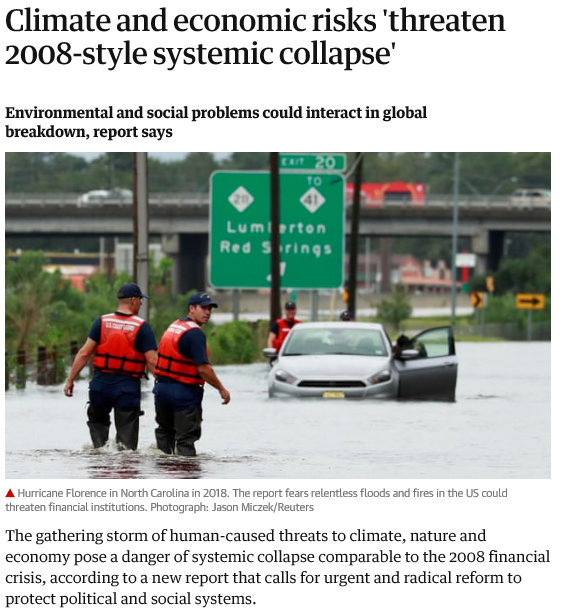 Climate and economic risks 'threaten
2008-style systemic collapse'
Environmental and social problems could interact in global
breakdown, report says
EXIT 20
TO
211
41
Lumberton
Red Springs
U.S. COAST GUARD
Hurricane Florence in North Carolina in 2018. The report fears relentless floods and fires in the US could
threaten financial institutions. Photograph: Jason Miczek/Reuters
The gathering storm of human-caused threats to climate, nature and
economy pose a danger of systemic collapse comparable to the 2008 financial
crisis, according to a new report that calls for urgent and radical reform to
protect political and social systems.